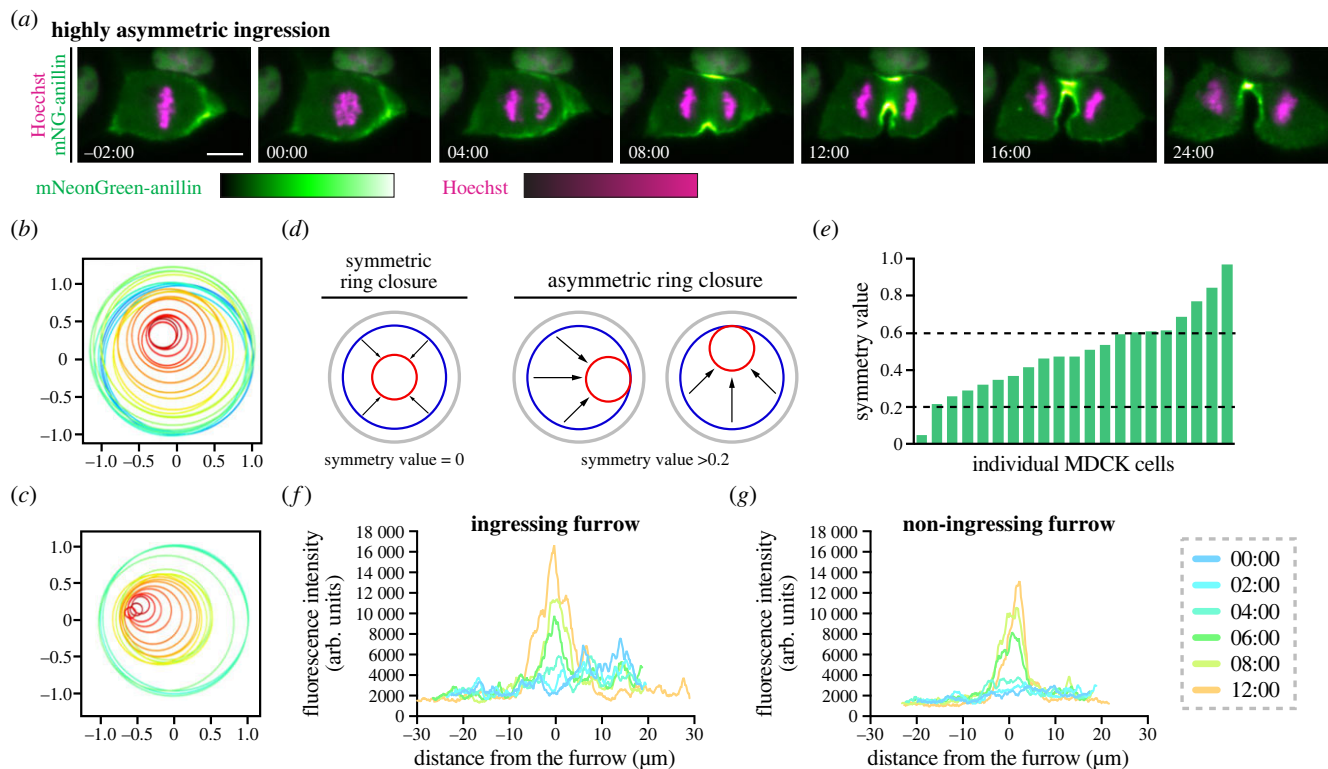 (a)
highly asymmetric ingression
Hoechst
mNG-anillin
–02:00
00:00
04:00
08:00
12:00
16:00
24:00
mNeonGreen-anillin
Hoechst
(b)
1.0
0.5
0
–0.5
–1.0
–1.0 –0.5 0 0.5 1.0
(d)
symmetric
ring closure
asymmetric ring closure
symmetry value = 0
symmetry value >0.2
(e)
symmetry value
1.0
0.8
0.6
0.4
0.2
0
individual MDCK cells
(c)
1.0
0.5
0
–0.5
–1.0
–1.0 –0.5 0 0.5 1.0
(f)
ingressing furrow
fluorescence intensity
(arb. units)
18 000
16 000
14 000
12 000
10 000
8000
6000
4000
2000
0
–30 –20 –10 0 10 20 30
distance from the furrow (µm)
(g)
non-ingressing furrow
fluorescence intensity
(arb. units)
18 000
16 000
14 000
12 000
10 000
8000
6000
4000
2000
0
–30 –20 –10 0 10 20 30
distance from the furrow (µm)
00:00
02:00
04:00
06:00
08:00
12:00